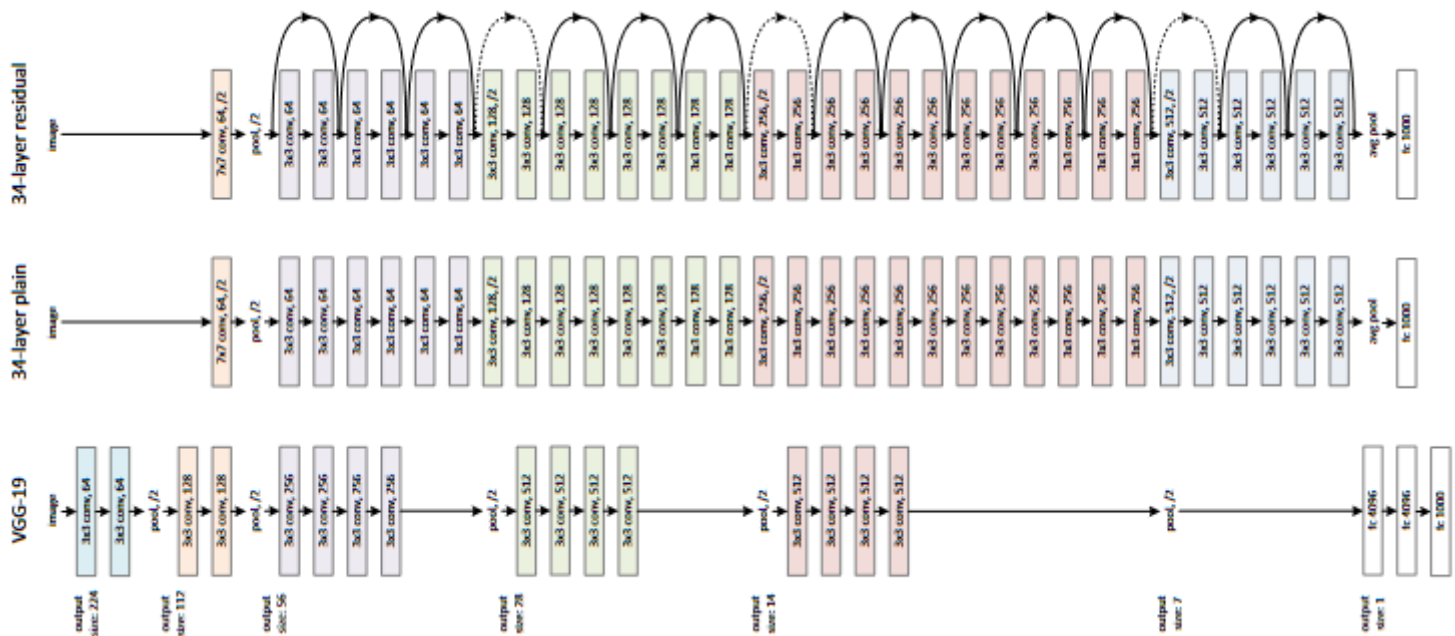 34-layer residual
image
7x7 conv, 64, /2
pool, /2
3x3 conv, 64
3x3 conv, 64
3x3 conv, 64
3x3 conv, 64
3x3 conv, 64
3x3 conv, 64
3x3 conv, 128, /2
3x3 conv, 128
3x3 conv, 128
3x3 conv, 128
3x3 conv, 128
3x3 conv, 128
3x3 conv, 128
3x3 conv, 128
3x3 conv, 256, /2
3x3 conv, 256
3x3 conv, 256
3x3 conv, 256
3x3 conv, 256
3x3 conv, 256
3x3 conv, 256
3x3 conv, 256
3x3 conv, 256
3x3 conv, 256
3x3 conv, 256
3x3 conv, 256
3x3 conv, 512, /2
3x3 conv, 512
3x3 conv, 512
3x3 conv, 512
3x3 conv, 512
3x3 conv, 512
avg pool
fc 1000
34-layer plain
image
7x7 conv, 64, /2
pool, /2
3x3 conv, 64
3x3 conv, 64
3x3 conv, 64
3x3 conv, 64
3x3 conv, 64
3x3 conv, 64
3x3 conv, 128, /2
3x3 conv, 128
3x3 conv, 128
3x3 conv, 128
3x3 conv, 128
3x3 conv, 128
3x3 conv, 128
3x3 conv, 128
3x3 conv, 256, /2
3x3 conv, 256
3x3 conv, 256
3x3 conv, 256
3x3 conv, 256
3x3 conv, 256
3x3 conv, 256
3x3 conv, 256
3x3 conv, 256
3x3 conv, 256
3x3 conv, 256
3x3 conv, 256
3x3 conv, 512, /2
3x3 conv, 512
3x3 conv, 512
3x3 conv, 512
3x3 conv, 512
3x3 conv, 512
avg pool
fc 1000
VGG-19
image
3x3 conv, 64
3x3 conv, 64
pool, /2
3x3 conv, 128
3x3 conv, 128
pool, /2
3x3 conv, 256
3x3 conv, 256
3x3 conv, 256
3x3 conv, 256
pool, /2
3x3 conv, 512
3x3 conv, 512
3x3 conv, 512
3x3 conv, 512
pool, /2
3x3 conv, 512
3x3 conv, 512
3x3 conv, 512
3x3 conv, 512
pool, /2
fc 4096
fc 4096
fc 1000
output
size: 224
output
size: 112
output
size: 56
output
size: 28
output
size: 14
output
size: 7
output
size: 1